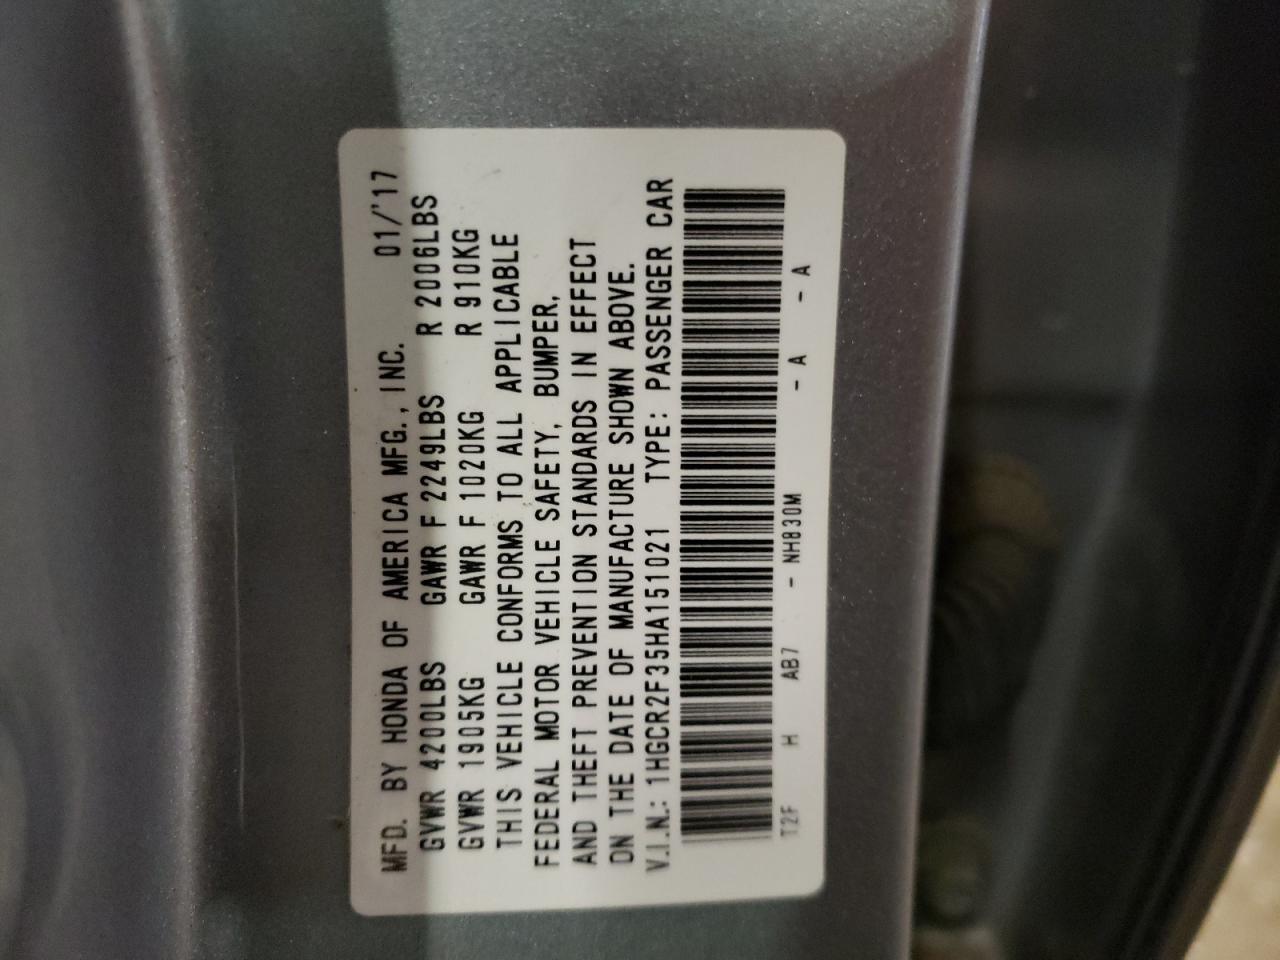 MFD. BY HONDA OF AMERICA MFG., INC. 01/'17
GVWR 4200LBS GAWR F 2249LBS R 2006LBS
GVWR 1905KG GAWR F 1020KG R 910KG
THIS VEHICLE CONFORMS TO ALL APPLICABLE
FEDERAL MOTOR VEHICLE SAFETY, BUMPER,
AND THEFT PREVENTION STANDARDS IN EFFECT
ON THE DATE OF MANUFACTURE SHOWN ABOVE.
V.I.N.: 1HGCR2F35HA151021 TYPE: PASSENGER CAR
T2F H AB7 - NH830M - A - A